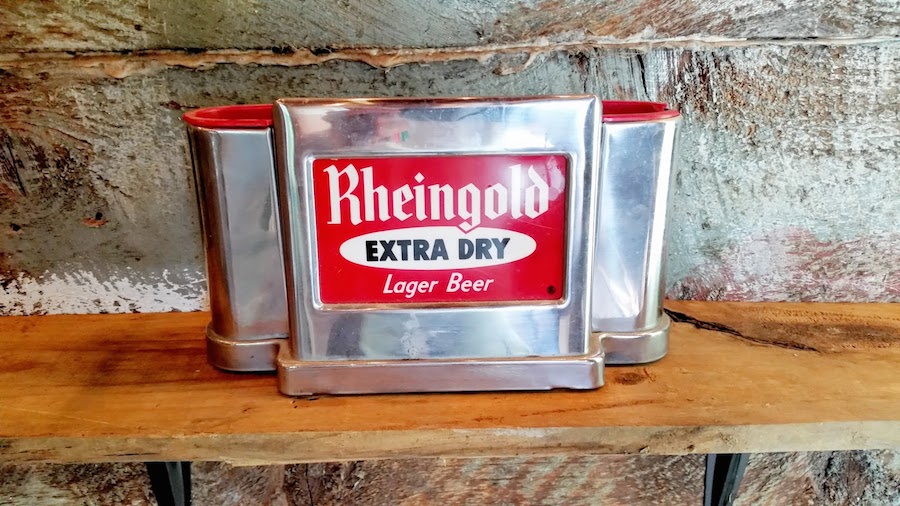 Rheingold
EXTRA DRY
Lager Beer